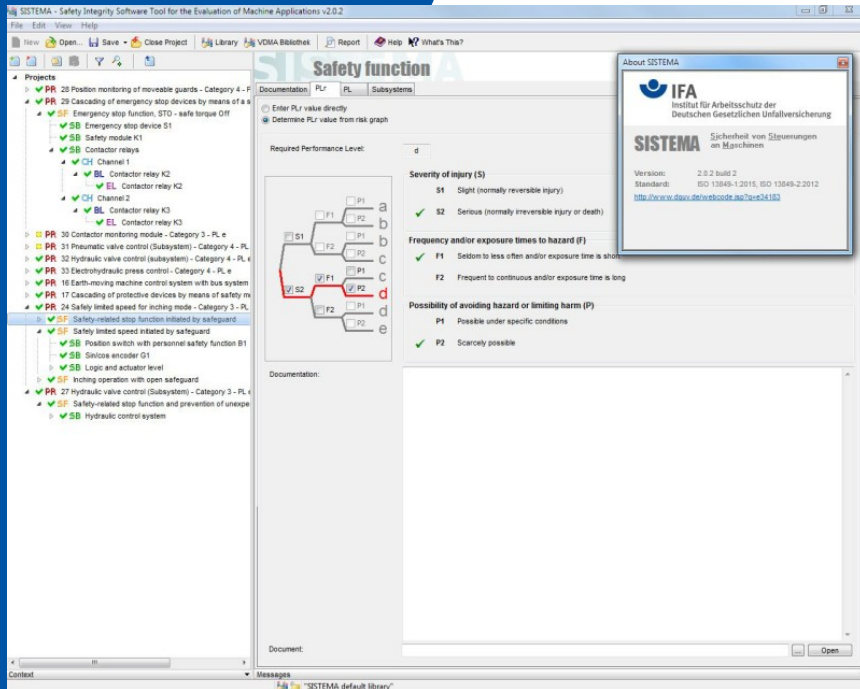 SISTEMA - Safety Integrity Software Tool for the Evaluation of Machine Applications v2.0.2
File Edit View Help
New Open... Save Close Project Library VDMA Bibliothek Report Help What's This?
Projects
PR 28 Position monitoring of moveable guards - Category 4 - P
PR 29 Cascading of emergency stop devices by means of a s
SF Emergency stop function, STO - safe torque Off
SB Emergency stop device S1
SB Safety module K1
SB Contactor relays
CH Channel 1
BL Contactor relay K2
EL Contactor relay K2
CH Channel 2
BL Contactor relay K3
EL Contactor relay K3
PR 30 Contactor monitoring module - Category 3 - PL e
PR 31 Pneumatic valve control (Subsystem) - Category 4 - PL
PR 32 Hydraulic valve control (subsystem) - Category 4 - PL e
PR 33 Electrohydraulic press control - Category 4 - PL e
PR 16 Earth-moving machine control system with bus system
PR 17 Cascading of protective devices by means of safety m
PR 24 Safely limited speed for inching mode - Category 3 - PL
SF Safety-related stop function initiated by safeguard
SF Safely limited speed initiated by safeguard
SB Position switch with personnel safety function B1
SB Sin/cos encoder G1
SB Logic and actuator level
SF Inching operation with open safeguard
PR 27 Hydraulic valve control (Subsystem) - Category 3 - PL
SF Safety-related stop function and prevention of unexpe
SB Hydraulic control system
Context
SISTEMA
Safety function
Documentation PLr PL Subsystems
Enter PLr value directly
Determine PLr value from risk graph
Required Performance Level: d
S1 F1 P1 a
P2 b
F2 P1 b
P2 c
S2 F1 P1 c
P2 d
F2 P1 d
P2 e
Severity of injury (S)
S1 Slight (normally reversible injury)
S2 Serious (normally irreversible injury or death)
Frequency and/or exposure times to hazard (F)
F1 Seldom to less often and/or exposure time is short
F2 Frequent to continuous and/or exposure time is long
Possibility of avoiding hazard or limiting harm (P)
P1 Possible under specific conditions
P2 Scarcely possible
Documentation:
Document:
... Open
Messages
"SISTEMA default library"
About SISTEMA
IFA
Institut für Arbeitsschutz der
Deutschen Gesetzlichen Unfallversicherung
SISTEMA Sicherheit von Steuerungen
an Maschinen
Version: 2.0.2 build 2
Standard: ISO 13849-1:2015, ISO 13849-2:2012
http://www.dguv.de/webcode.jsp?q=e34183